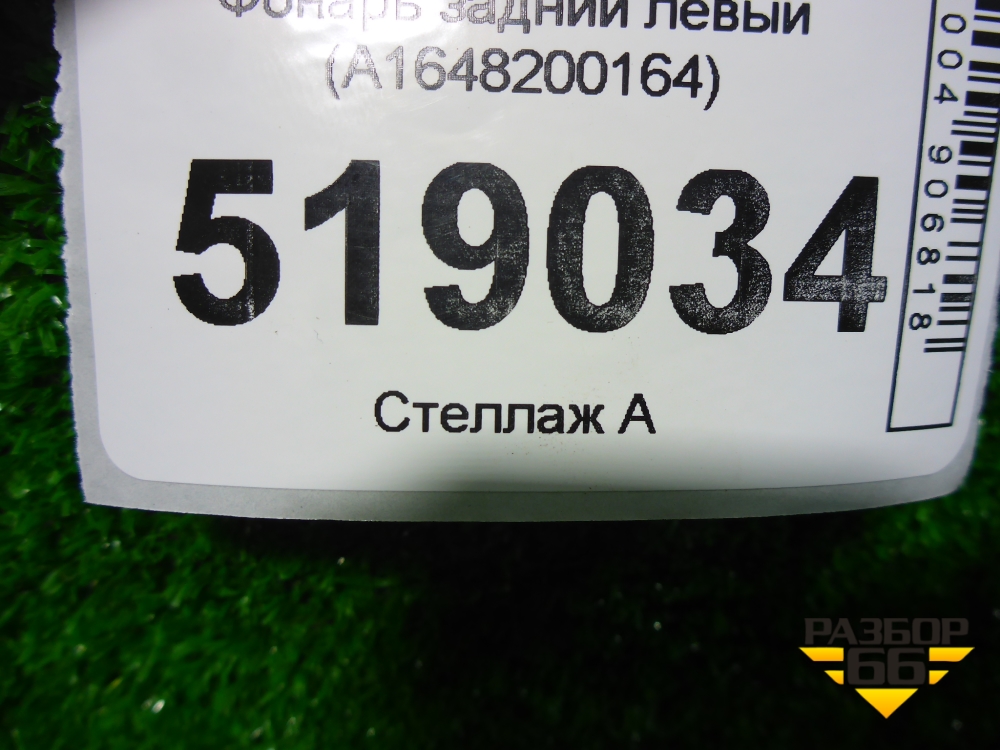 Фонарь задний левый
(A1648200164)
519034
Стеллаж А
004906818
РАЗБОР
66